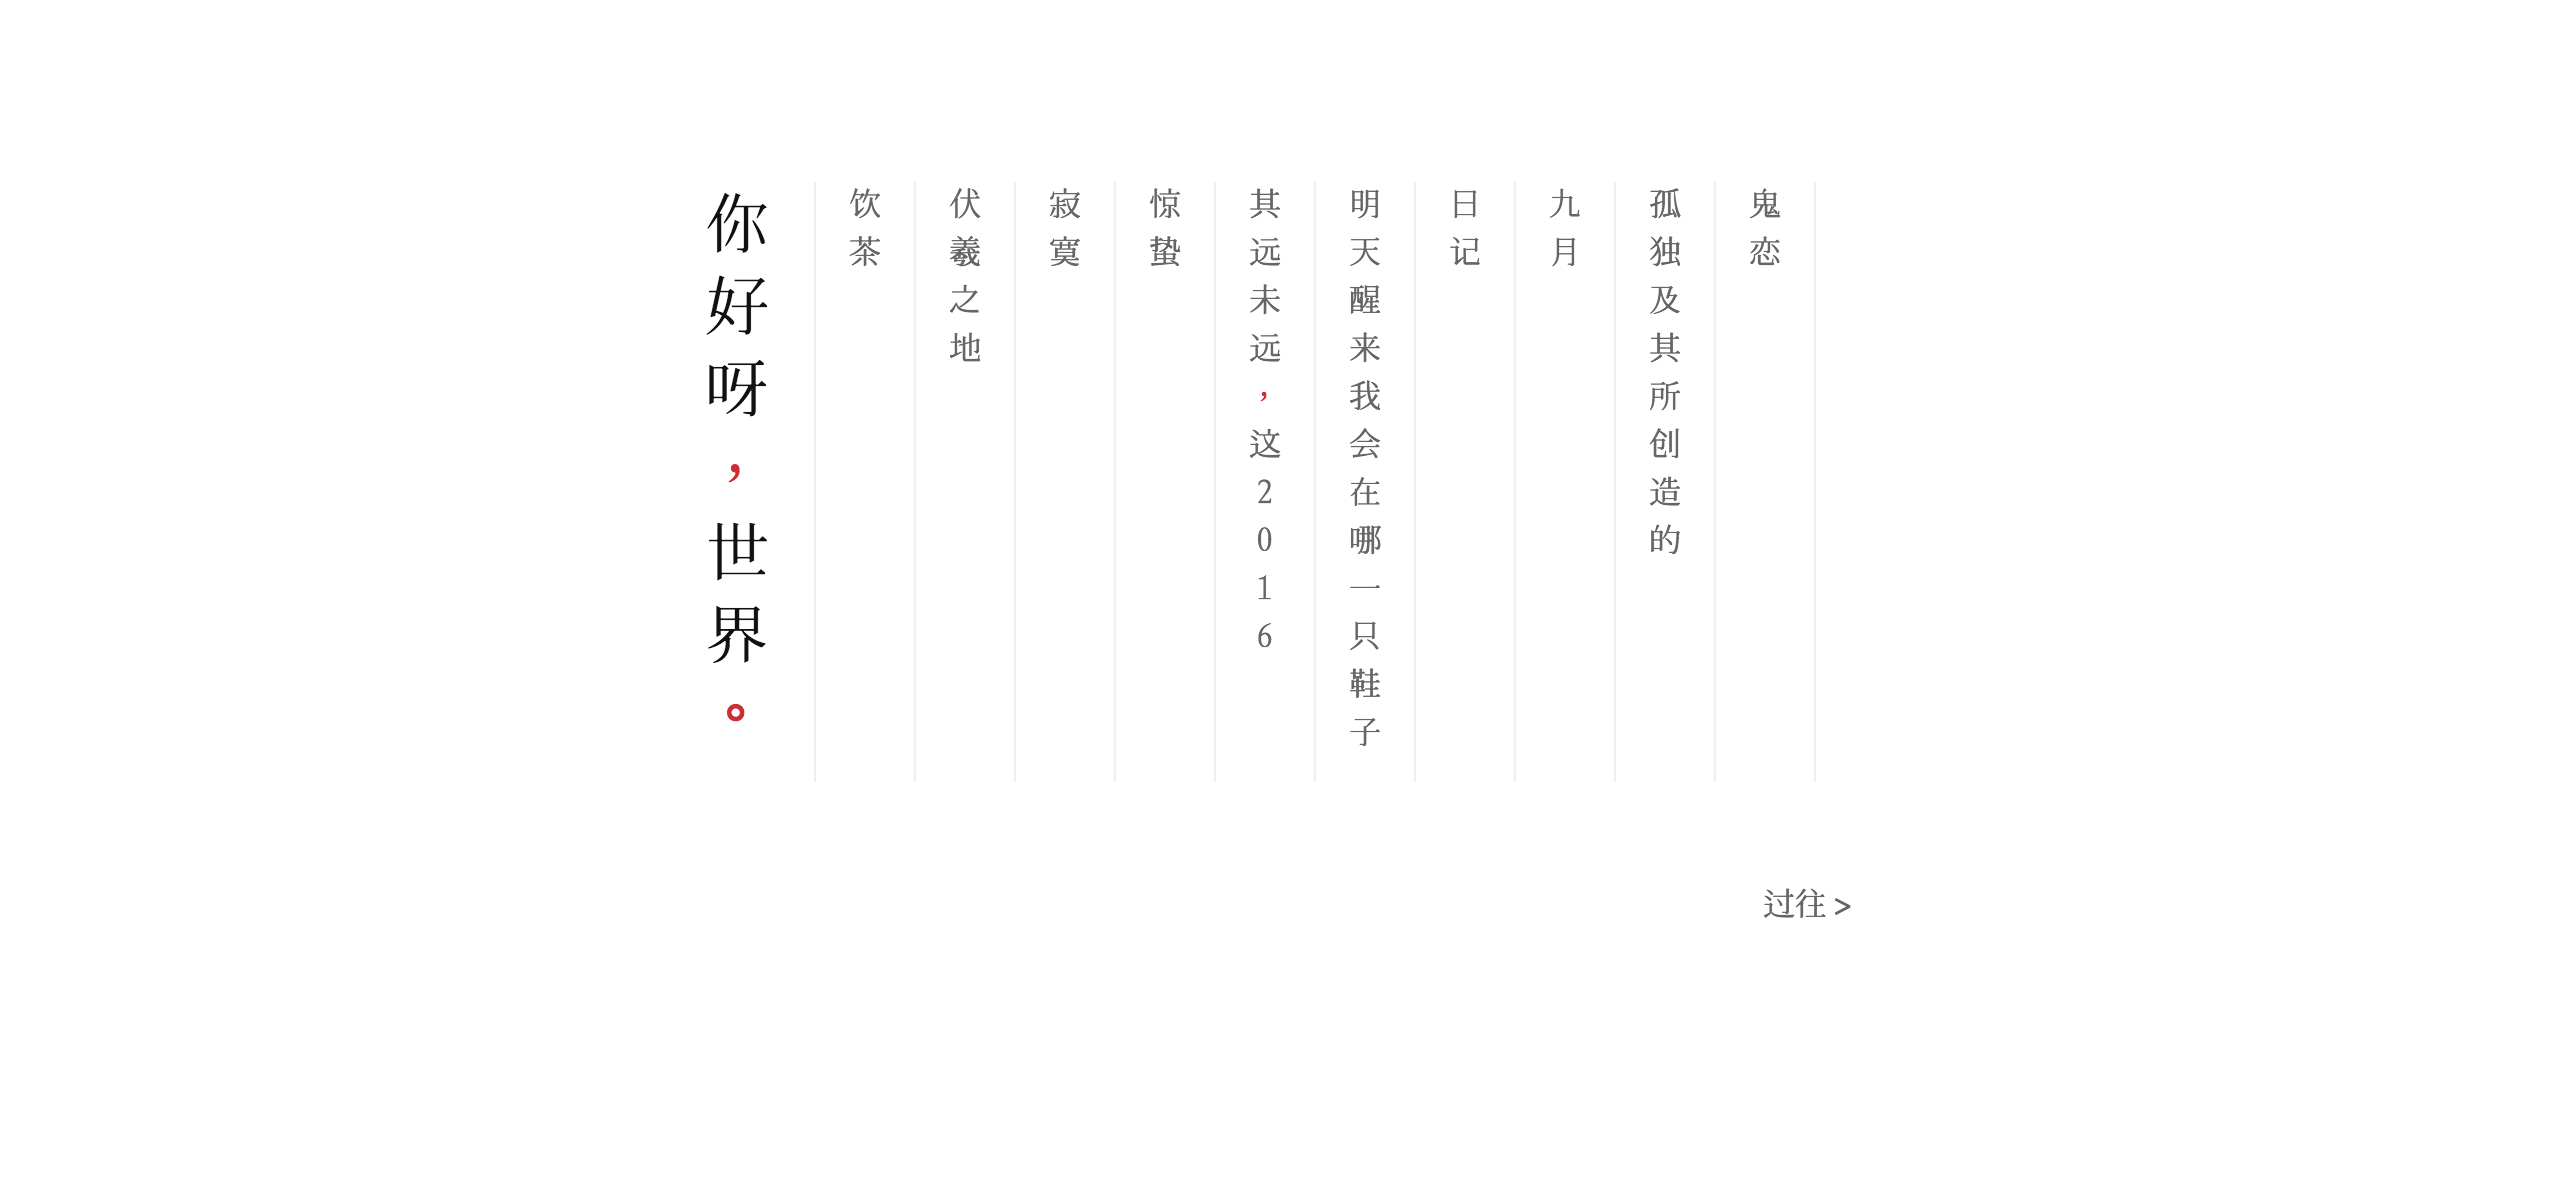 你好呀，世界。
饮茶
伏羲之地
寂寞
惊蛰
其远未远，这2016
明天醒来我会在哪一只鞋子
日记
九月
孤独及其所创造的
鬼恋
过往 >